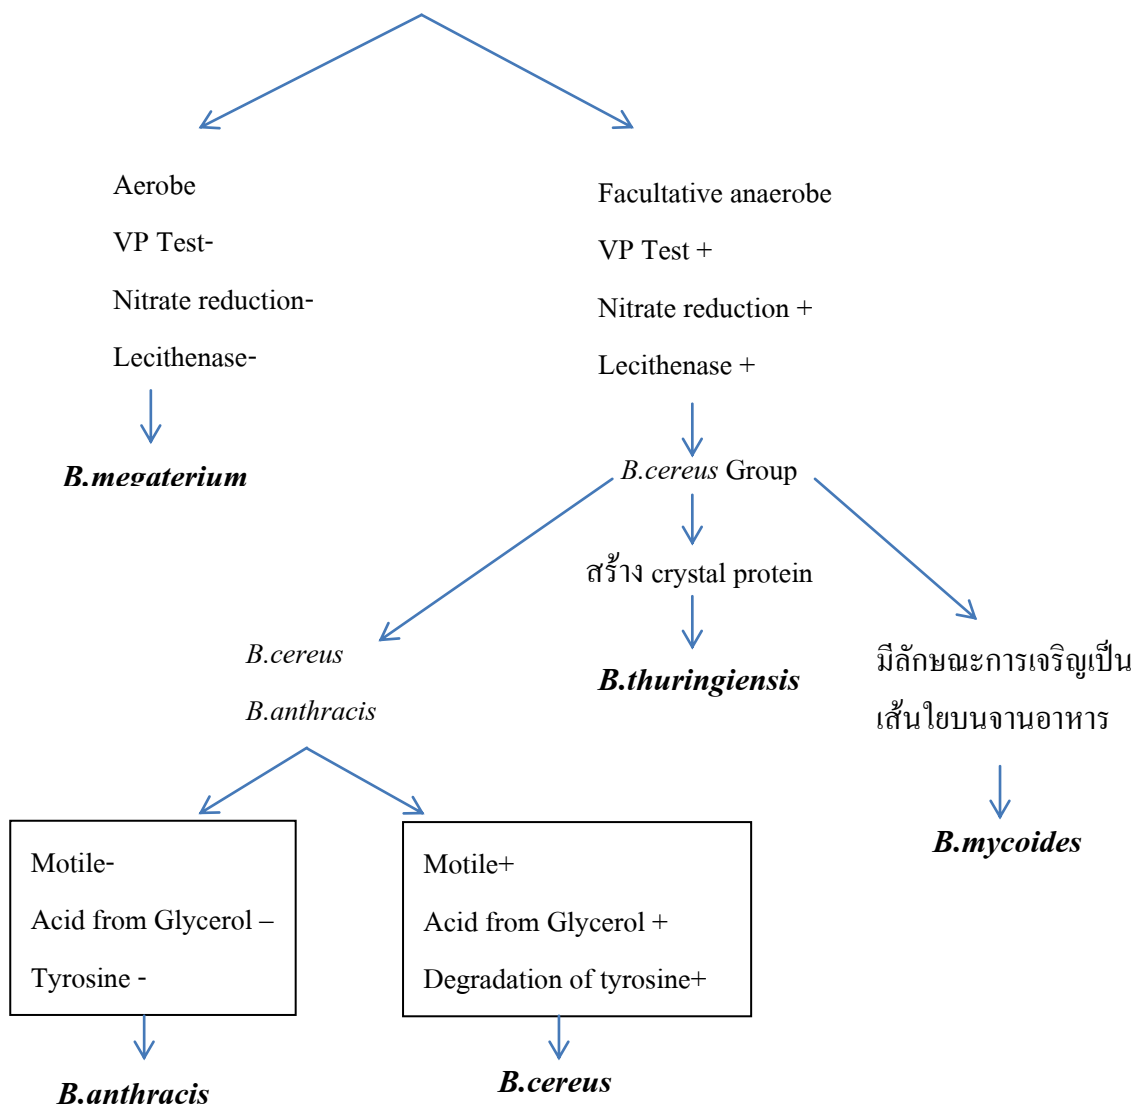 Aerobe
VP Test-
Nitrate reduction-
Lecithenase-
B.megaterium
Facultative anaerobe
VP Test +
Nitrate reduction +
Lecithenase +
B.cereus Group
สร้าง crystal protein
B.thuringiensis
มีลักษณะการเจริญเป็น
เส้นใยบนจานอาหาร
B.mycoides
B.cereus
B.anthracis
Motile-
Acid from Glycerol –
Tyrosine -
B.anthracis
Motile+
Acid from Glycerol +
Degradation of tyrosine+
B.cereus